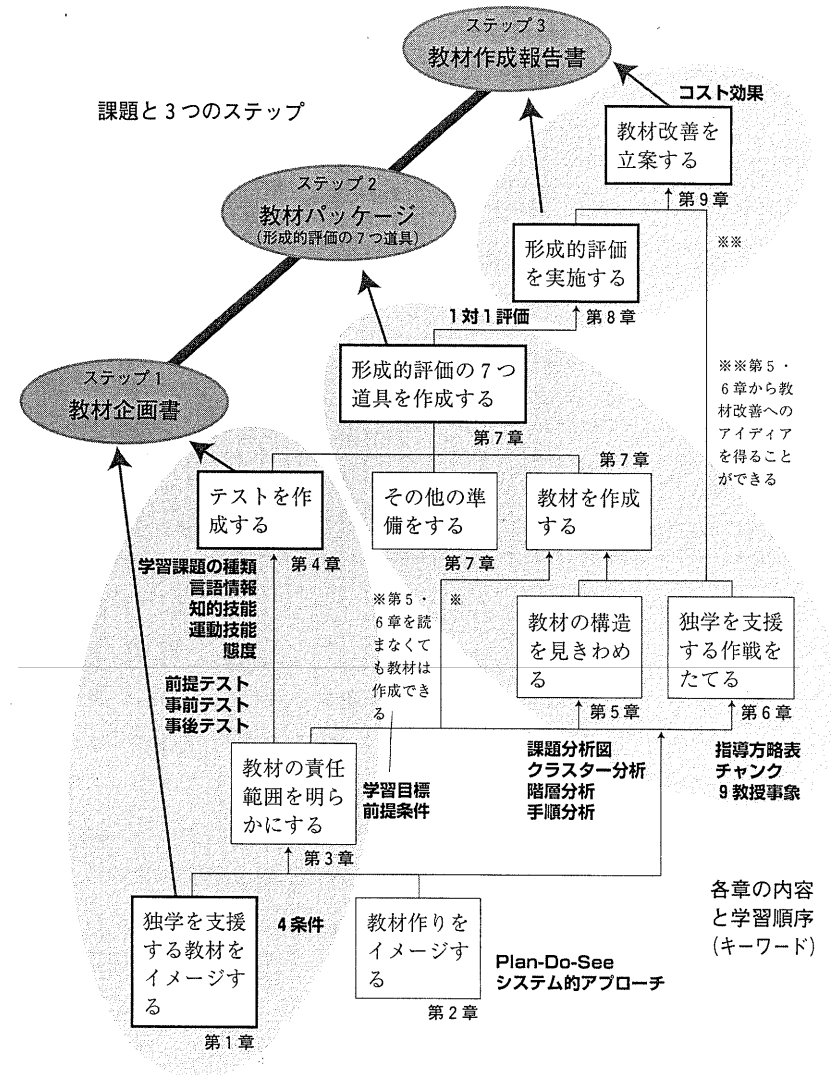 ステップ3
教材作成報告書
課題と3つのステップ
コスト効果
教材改善を
立案する
第9章
ステップ2
教材パッケージ
(形成的評価の7つ道具)
※※
形成的評価
を実施する
1対1評価
第8章
形成的評価の7つ
道具を作成する
第7章
※※第5・
6章から教
材改善への
アイディア
を得ること
ができる
ステップ1
教材企画書
テストを作
成する
第4章
その他の準
備をする
第7章
第7章
教材を作成
する
学習課題の種類
言語情報
知的技能
運動技能
態度
前提テスト
事前テスト
事後テスト
※第5・
6章を読
まなくて
も教材は
作成でき
る
※
教材の構造
を見きわめ
る
第5章
独学を支援
する作戦を
たてる
第6章
教材の責任
範囲を明ら
かにする
第3章
学習目標
前提条件
課題分析図
クラスター分析
階層分析
手順分析
指導方略表
チャンク
9教授事象
独学を支援
する教材を
イメージす
る
第1章
4条件
教材作りを
イメージす
る
第2章
Plan-Do-See
システム的アプローチ
各章の内容
と学習順序
(キーワード)